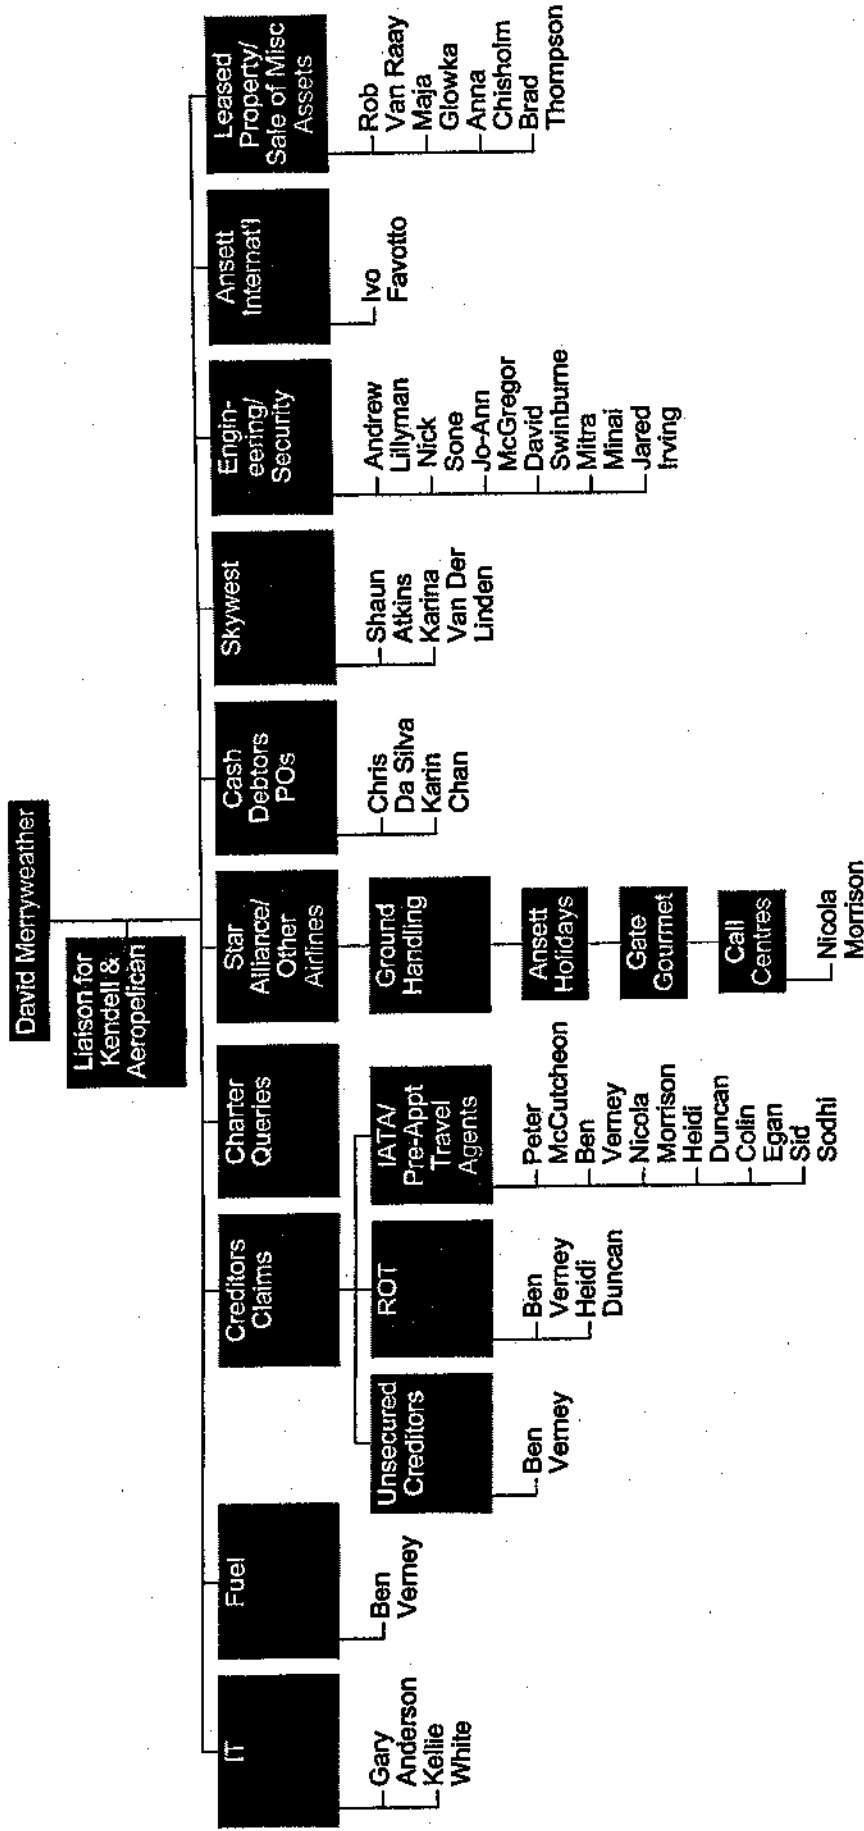 David Merryweather
Liaison for
Kendell &
Aeropelican
IT
Gary
Anderson
Kellie
White
Fuel
Ben
Verney
Creditors
Claims
Unsecured
Creditors
Ben
Verney
ROT
Ben
Verney
Heidi
Duncan
IATA/
Pre-Appt
Travel
Agents
Peter
McCutcheon
Ben
Verney
Nicola
Morrison
Heidi
Duncan
Colin
Egan
Sid
Sodhi
Charter
Queries
Star
Alliance/
Other
Airlines
Ground
Handling
Ansett
Holidays
Gate
Gourmet
Call
Centres
Nicola
Morrison
Cash
Debtors
POs
Chris
Da Silva
Karin
Chan
Skywest
Shaun
Atkins
Karina
Van Der
Linden
Engin-
eering/
Security
Andrew
Lillyman
Nick
Sone
Jo-Ann
McGregor
David
Swinburne
Mitra
Minai
Jared
Irving
Ansett
Internat'l
Ivo
Favotto
Leased
Property/
Sale of Misc
Assets
Rob
Van Raay
Maja
Glowka
Anna
Chisholm
Brad
Thompson